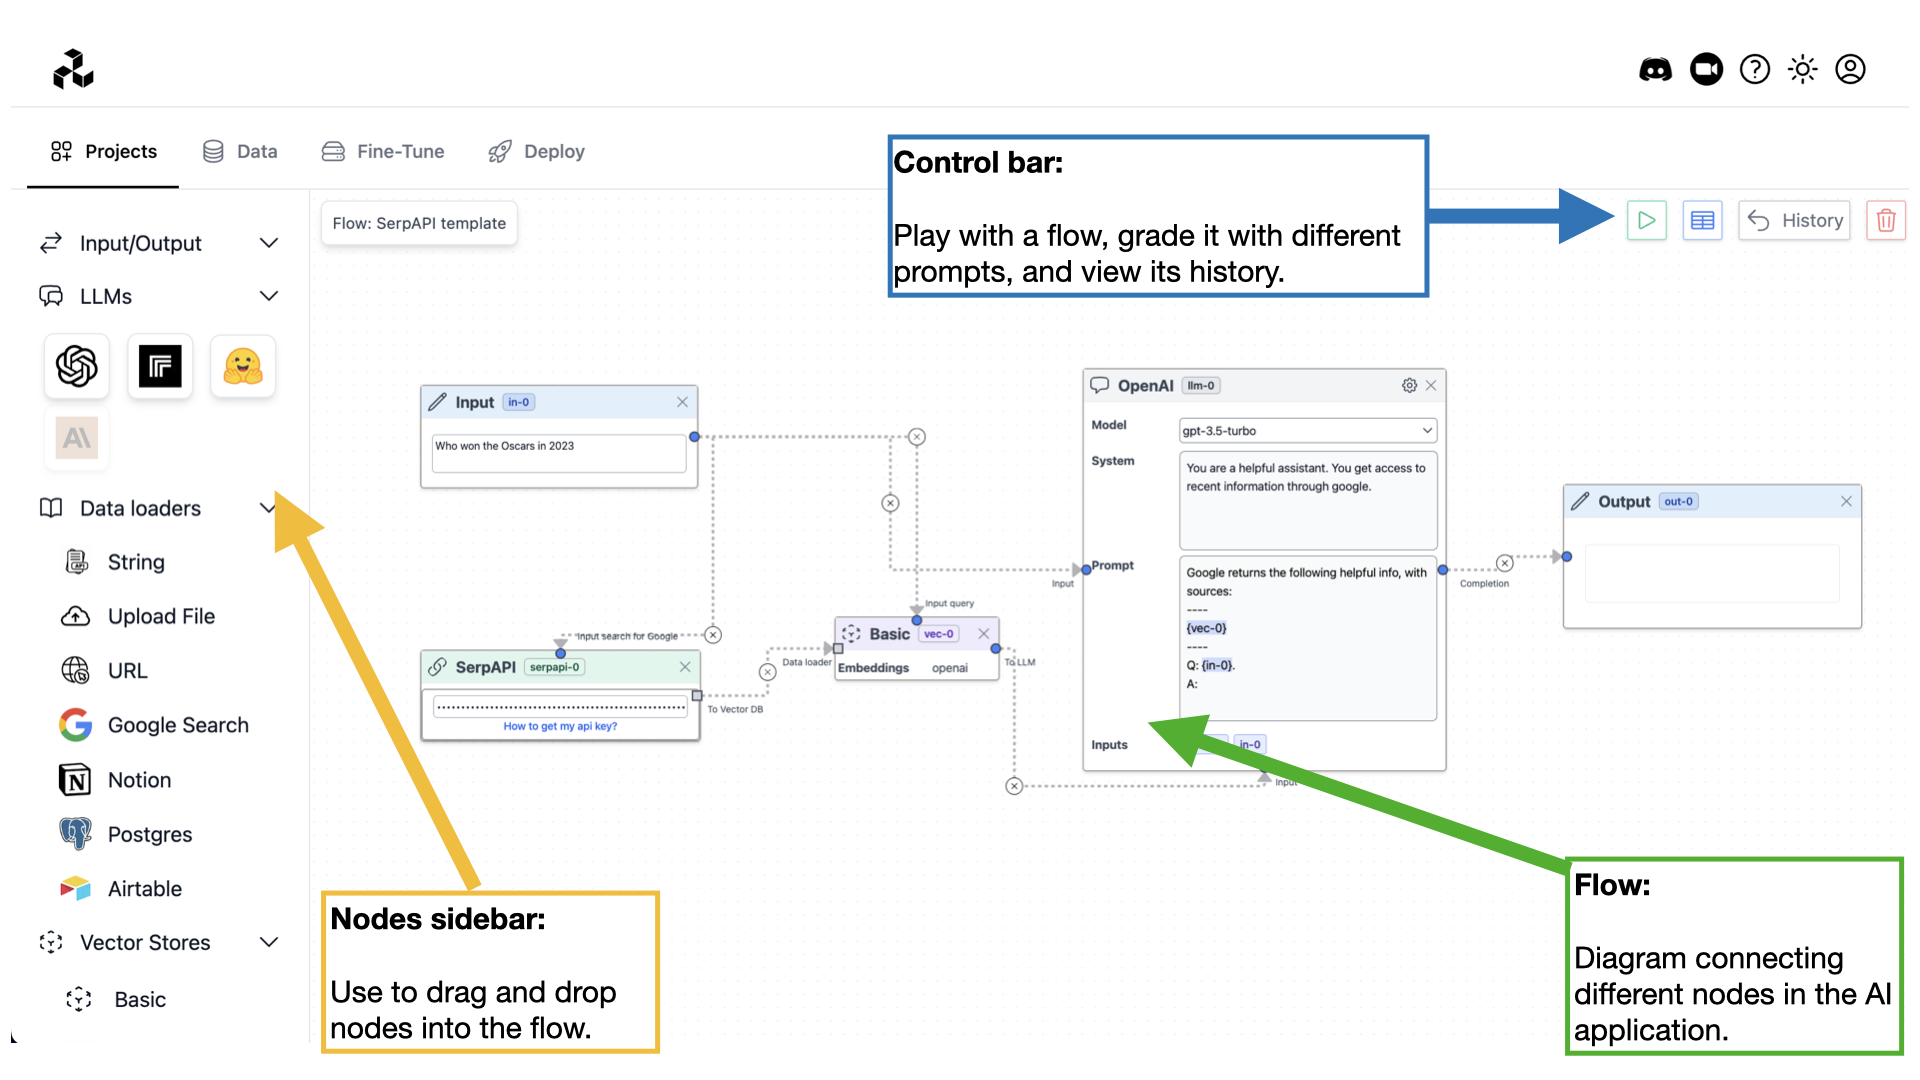 Projects
Data
Fine-Tune
Deploy
Control bar:
Play with a flow, grade it with different
prompts, and view its history.
History
Flow: SerpAPI template
Input/Output
LLMs
Data loaders
String
Upload File
URL
Google Search
Notion
Postgres
Airtable
Vector Stores
Basic
Input in-0
Who won the Oscars in 2023
Input search for Google
SerpAPI serpapi-0
How to get my api key?
To Vector DB
Data loader
Input query
Basic vec-0
Embeddings openai
To LLM
Input
OpenAI llm-0
Model
gpt-3.5-turbo
System
You are a helpful assistant. You get access to
recent information through google.
Prompt
Google returns the following helpful info, with
sources:
----
{vec-0}
----
Q: {in-0}.
A:
Inputs
in-0
Input
Completion
Output out-0
Nodes sidebar:
Use to drag and drop
nodes into the flow.
Flow:
Diagram connecting
different nodes in the AI
application.